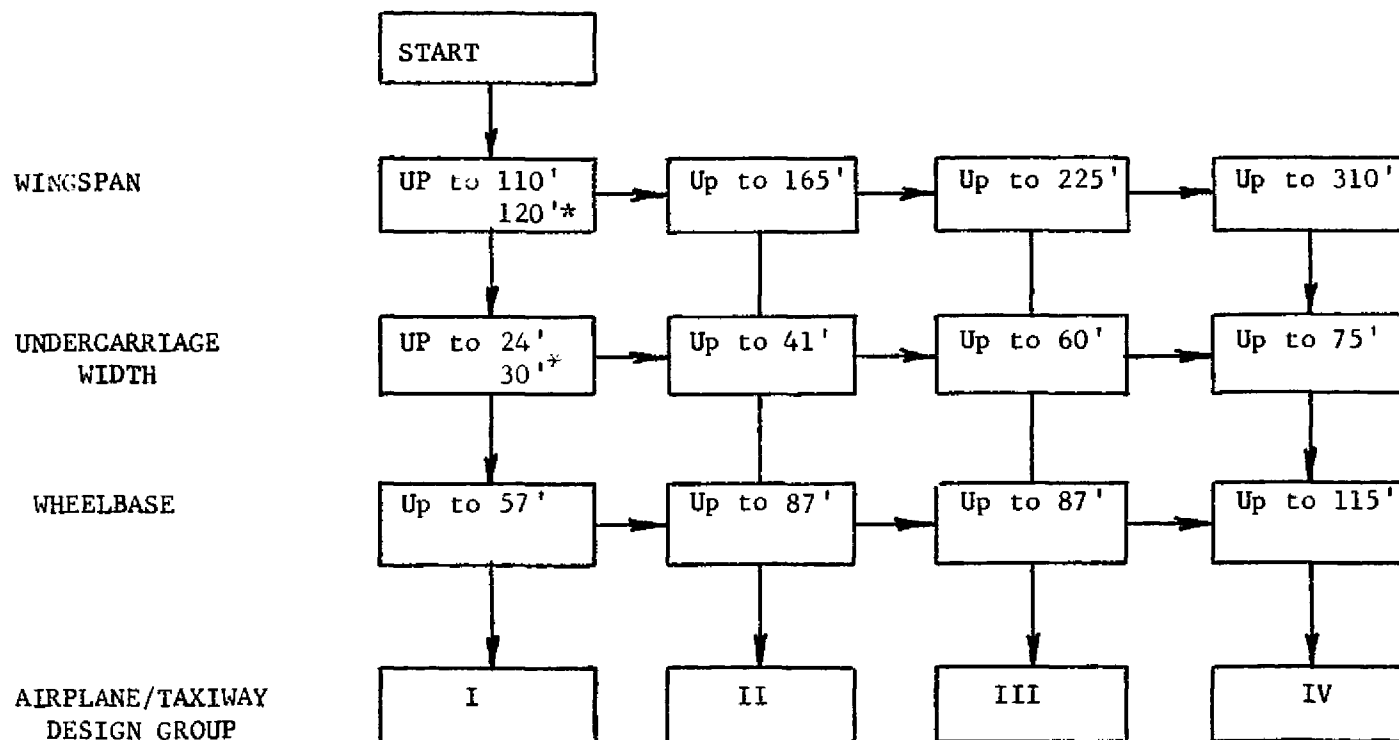 START
WINGSPAN
UP to 110'
120'*
Up to 165'
Up to 225'
Up to 310'
UNDERCARRIAGE
WIDTH
UP to 24'
30'*
Up to 41'
Up to 60'
Up to 75'
WHEELBASE
Up to 57'
Up to 87'
Up to 87'
Up to 115'
AIRPLANE/TAXIWAY
DESIGN GROUP
I
II
III
IV